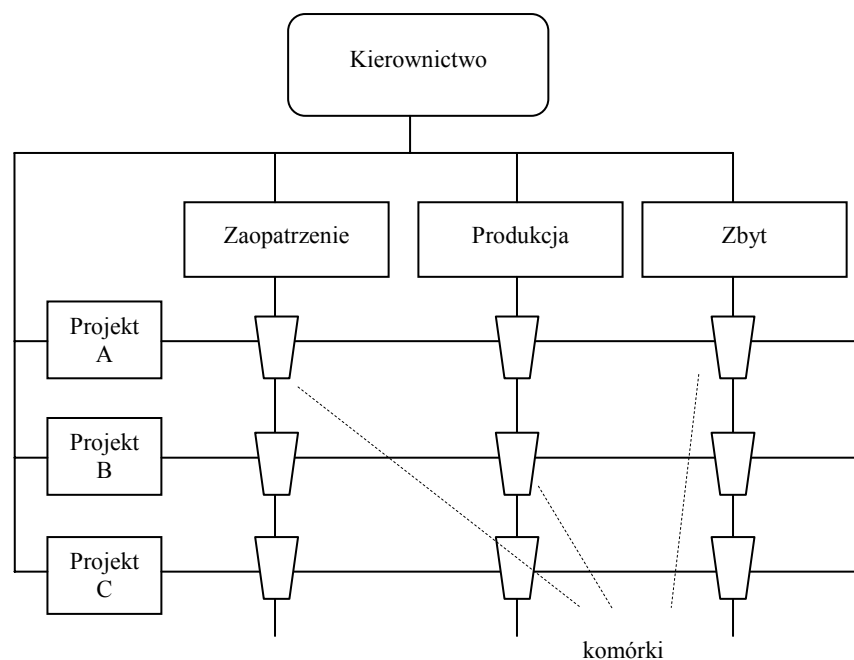 Kierownictwo
Zaopatrzenie
Produkcja
Zbyt
Projekt
A
Projekt
B
Projekt
C
komórki